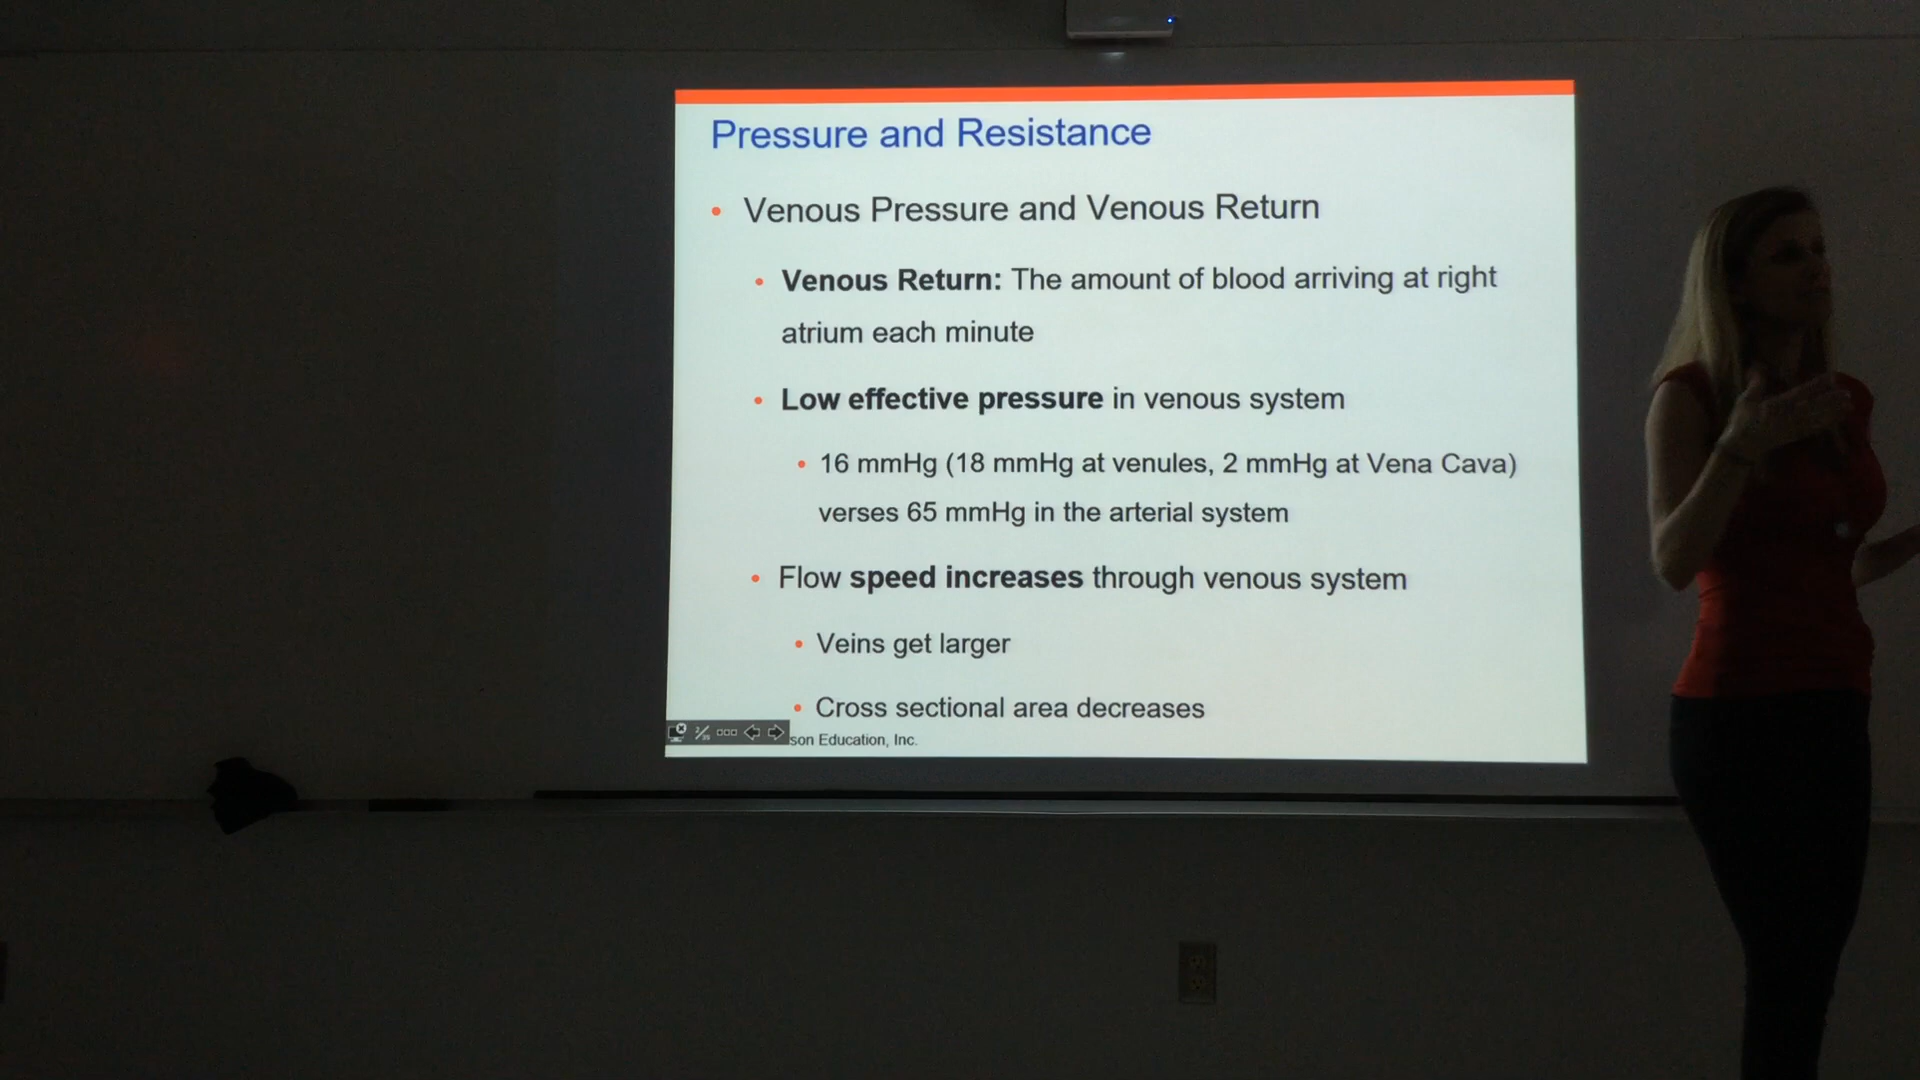 Pressure and Resistance
• Venous Pressure and Venous Return
• Venous Return: The amount of blood arriving at right
atrium each minute
• Low effective pressure in venous system
• 16 mmHg (18 mmHg at venules, 2 mmHg at Vena Cava)
verses 65 mmHg in the arterial system
• Flow speed increases through venous system
• Veins get larger
• Cross sectional area decreases
son Education, Inc.